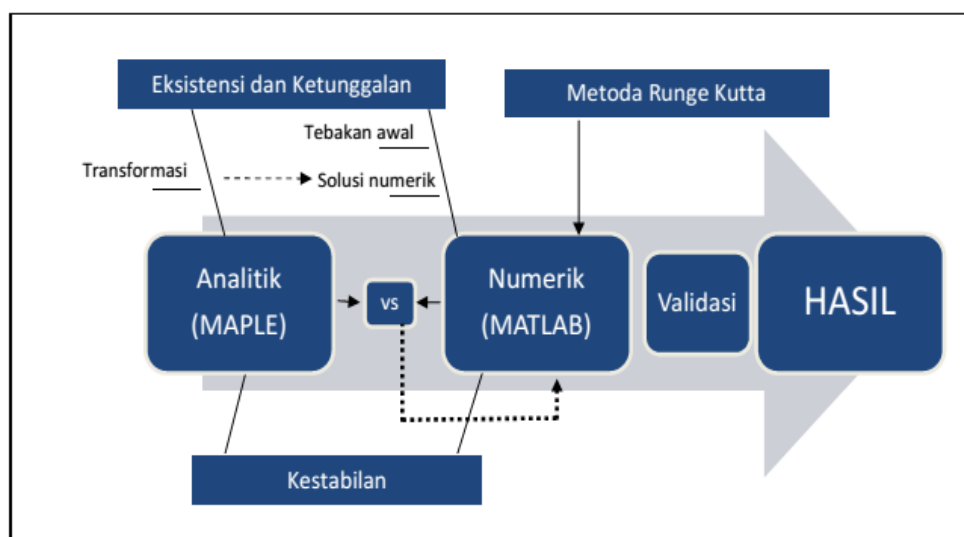 Eksistensi dan Ketunggalan
Metoda Runge Kutta
Tebakan awal
Transformasi
Solusi numerik
Analitik
(MAPLE)
vs
Numerik
(MATLAB)
Validasi
HASIL
Kestabilan